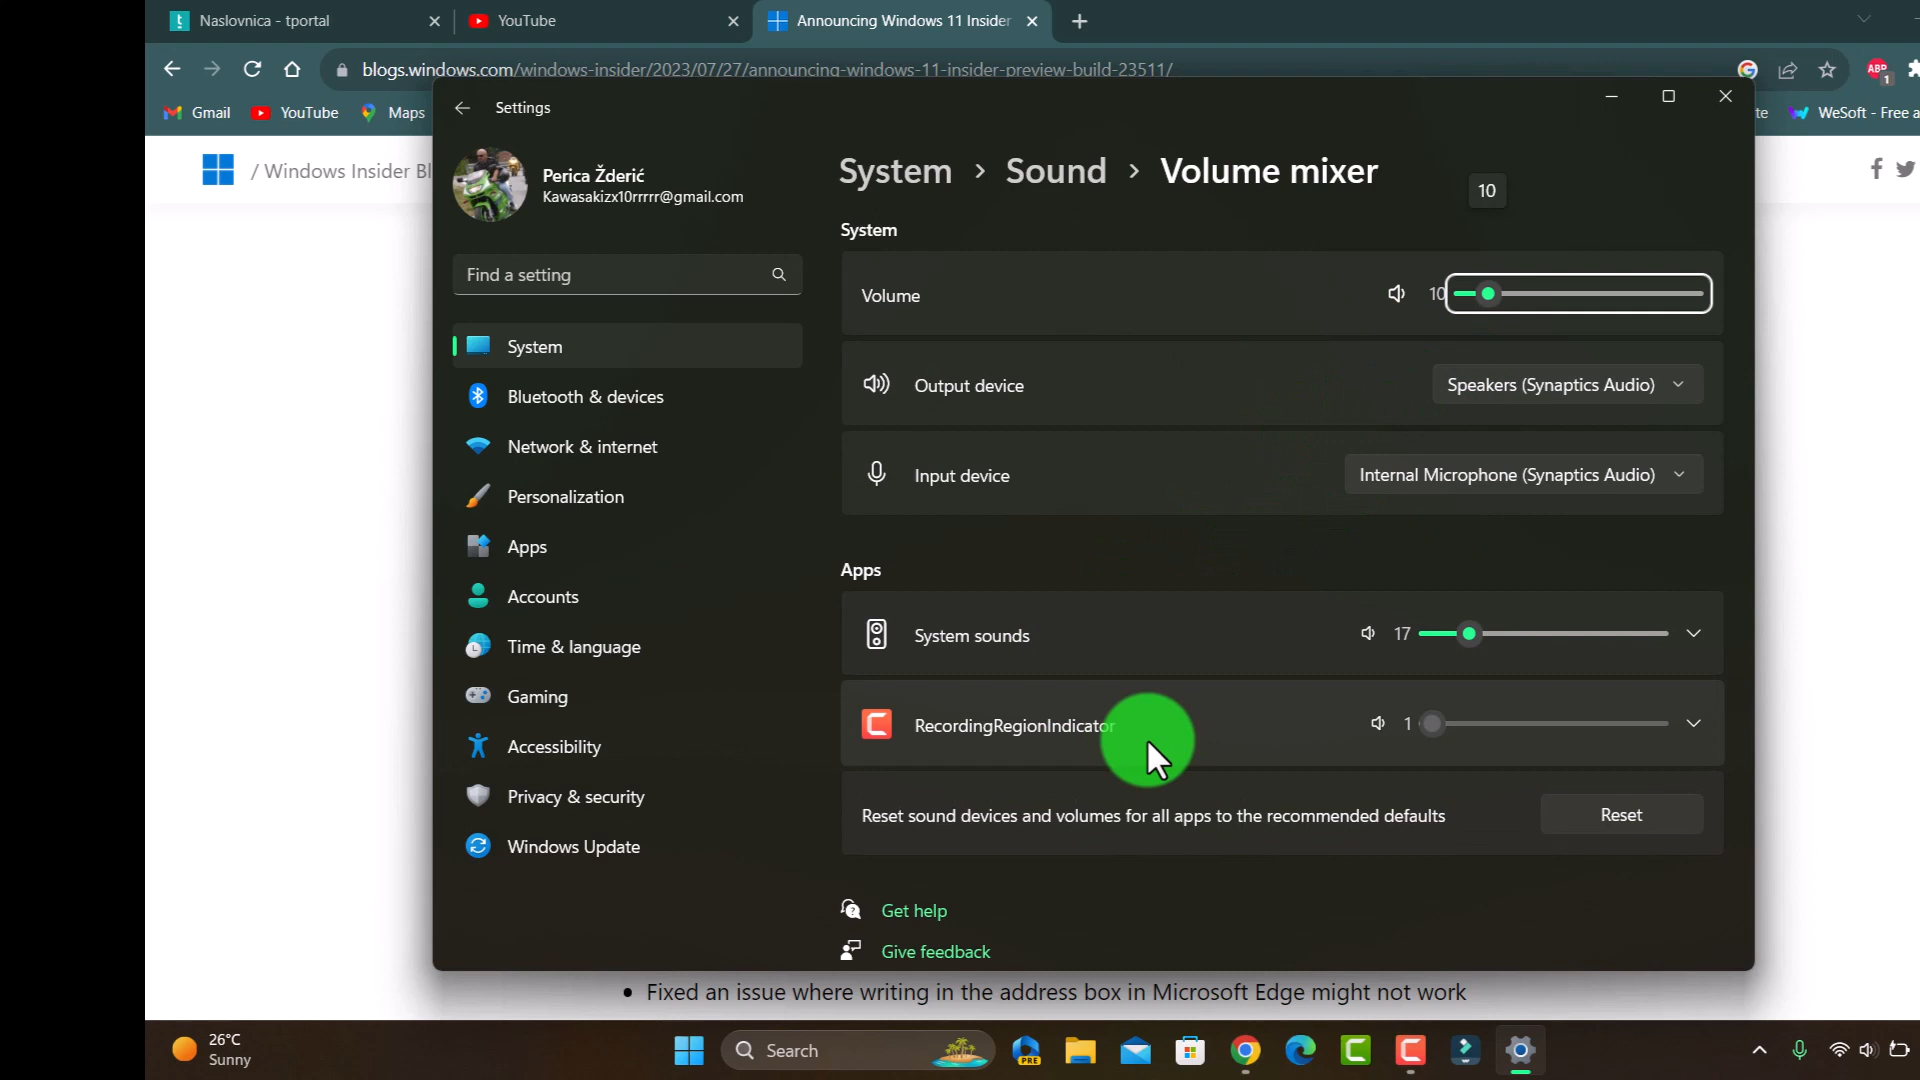 Naslovnica - tportal
YouTube
Announcing Windows 11 Insider
blogs.windows.com/windows-insider/2023/07/27/announcing-windows-11-insider-preview-build-23511/
ABP
1
Gmail
YouTube
Maps
te
WeSoft - Free a
/ Windows Insider Bl
Settings
Perica Žderić
Kawasakizx10rrrrr@gmail.com
Find a setting
System
Bluetooth & devices
Network & internet
Personalization
Apps
Accounts
Time & language
Gaming
Accessibility
Privacy & security
Windows Update
System > Sound > Volume mixer
10
System
Volume
10
Output device
Speakers (Synaptics Audio)
Input device
Internal Microphone (Synaptics Audio)
Apps
System sounds
17
RecordingRegionIndicator
1
Reset sound devices and volumes for all apps to the recommended defaults
Reset
Get help
Give feedback
• Fixed an issue where writing in the address box in Microsoft Edge might not work
26°C
Sunny
Search
PRE